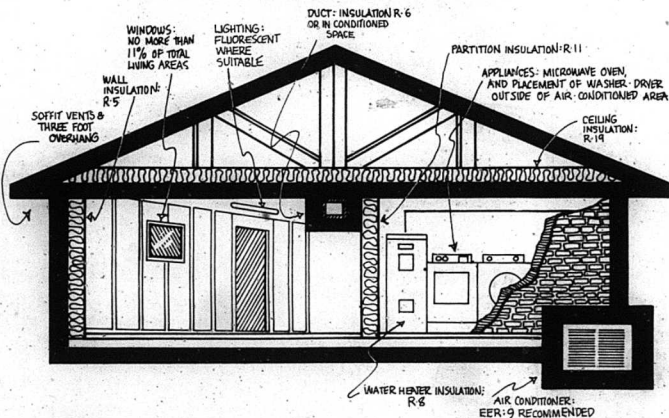 DUCT: INSULATION R-6
OR IN CONDITIONED
SPACE
WINDOWS:
NO MORE THAN
11% OF TOTAL
LIVING AREAS
LIGHTING:
FLUORESCENT
WHERE
SUITABLE
PARTITION INSULATION: R-11
WALL
INSULATION:
R-5
APPLIANCES: MICROWAVE OVEN,
AND PLACEMENT OF WASHER-DRYER
OUTSIDE OF AIR CONDITIONED AREA
SOFFIT VENTS &
THREE FOOT
OVERHANG
CEILING
INSULATION:
R-19
WATER HEATER INSULATION:
R-8
AIR CONDITIONER:
EER: 9 RECOMMENDED